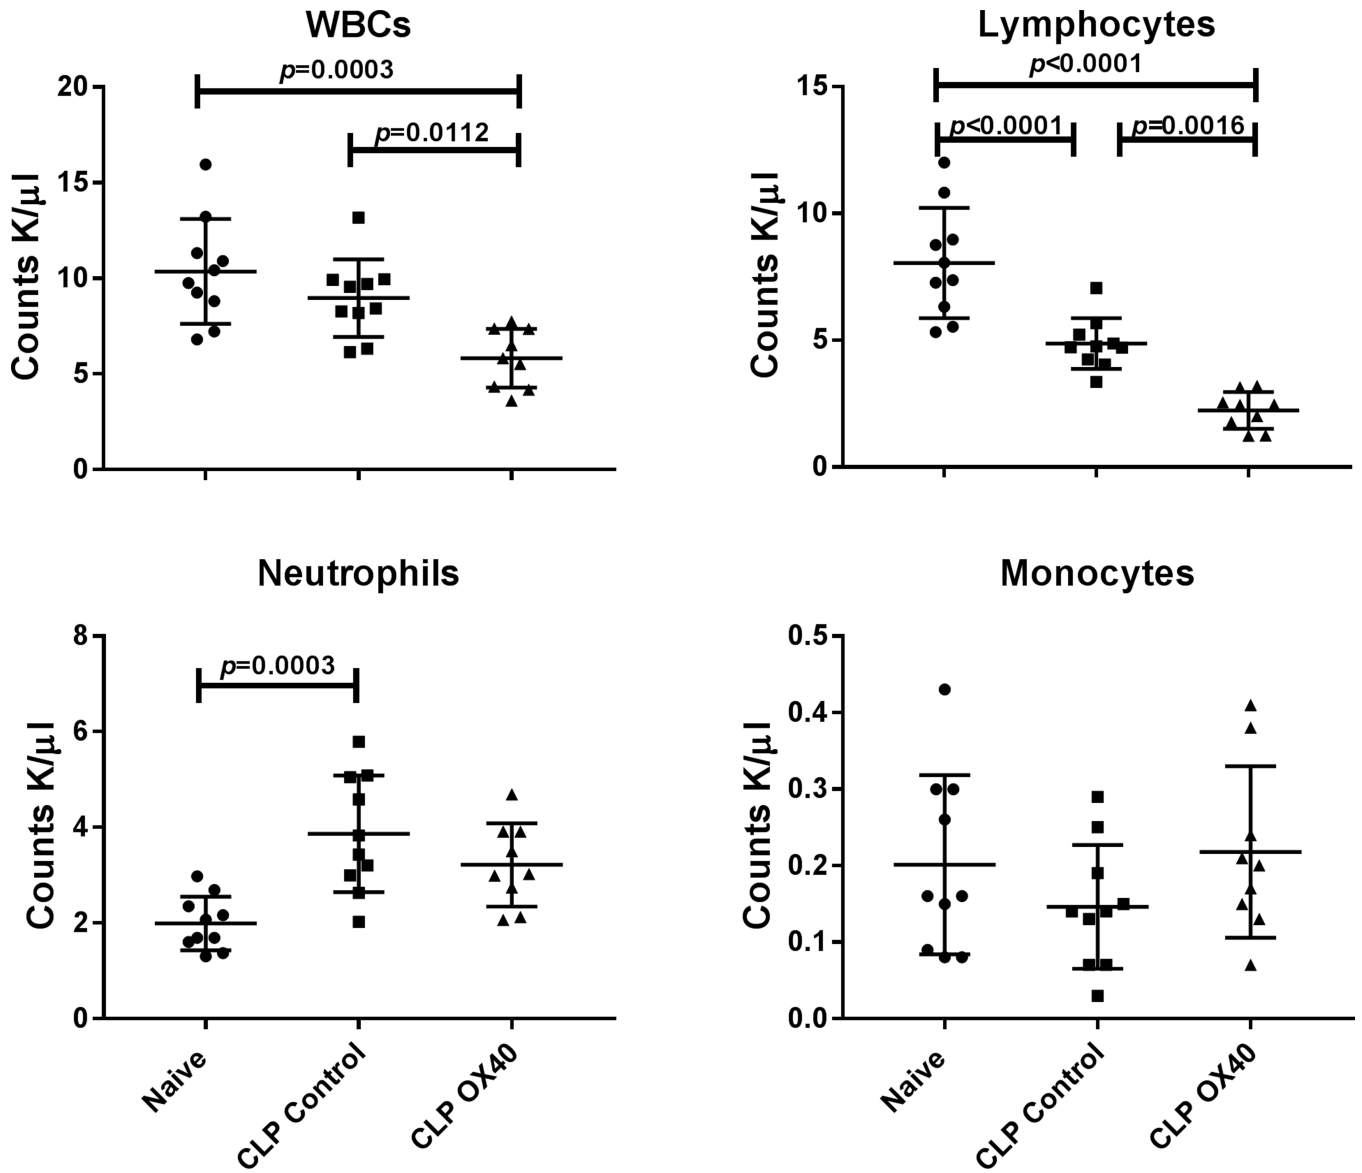 WBCs
p=0.0003
p=0.0112
Counts K/μl
20
15
10
5
0
Lymphocytes
p<0.0001
p<0.0001
p=0.0016
Counts K/μl
15
10
5
0
Neutrophils
p=0.0003
Counts K/μl
8
6
4
2
0
Naive
CLP Control
CLP OX40
Monocytes
Counts K/μl
0.5
0.4
0.3
0.2
0.1
0.0
Naive
CLP Control
CLP OX40